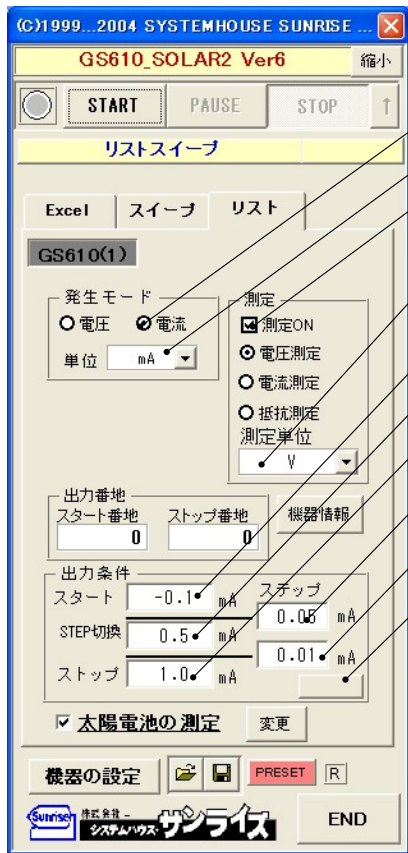 (C)1999...2004 SYSTEMHOUSE SUNRISE ...
GS610_SOLAR2 Ver6 縮小
START PAUSE STOP ↑
リストスイープ
Excel スイープ リスト
GS610(1)
発生モード
電圧 電流
単位 mA
測定
測定ON
電圧測定
電流測定
抵抗測定
測定単位
V
出力番地
スタート番地 ストップ番地
0 0
機器情報
出力条件
スタート -0.1 mA
STEP切換 0.5 mA
ストップ 1.0 mA
ステップ
0.05 mA
0.01 mA
太陽電池の測定 変更
機器の設定 PRESET R
Sunrise 株式会社 システムハウス・サンライズ END